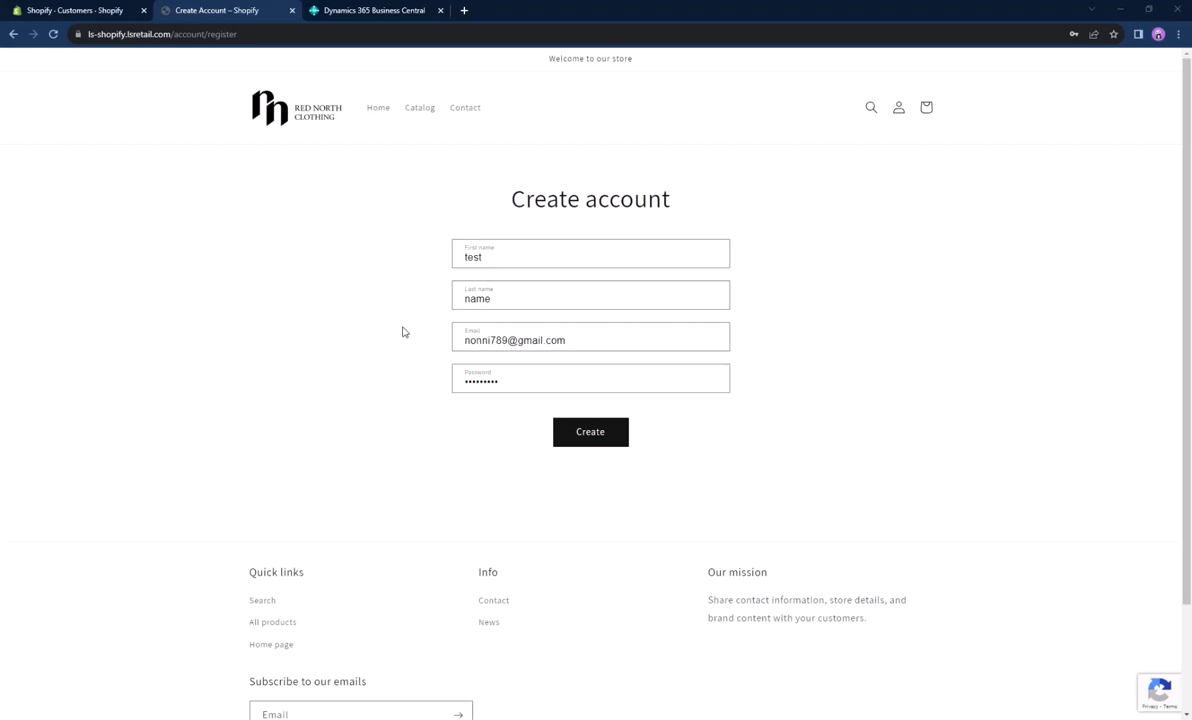 Shopify · Customers · Shopify
Create Account – Shopify
Dynamics 365 Business Central
ls-shopify.lsretail.com/account/register
Welcome to our store
RED NORTH
CLOTHING
Home
Catalog
Contact
Create account
First name
test
Last name
name
Email
nonni789@gmail.com
Password
•••••••••
Create
Quick links
Search
All products
Home page
Info
Contact
News
Our mission
Share contact information, store details, and
brand content with your customers.
Subscribe to our emails
Email
Privacy - Terms